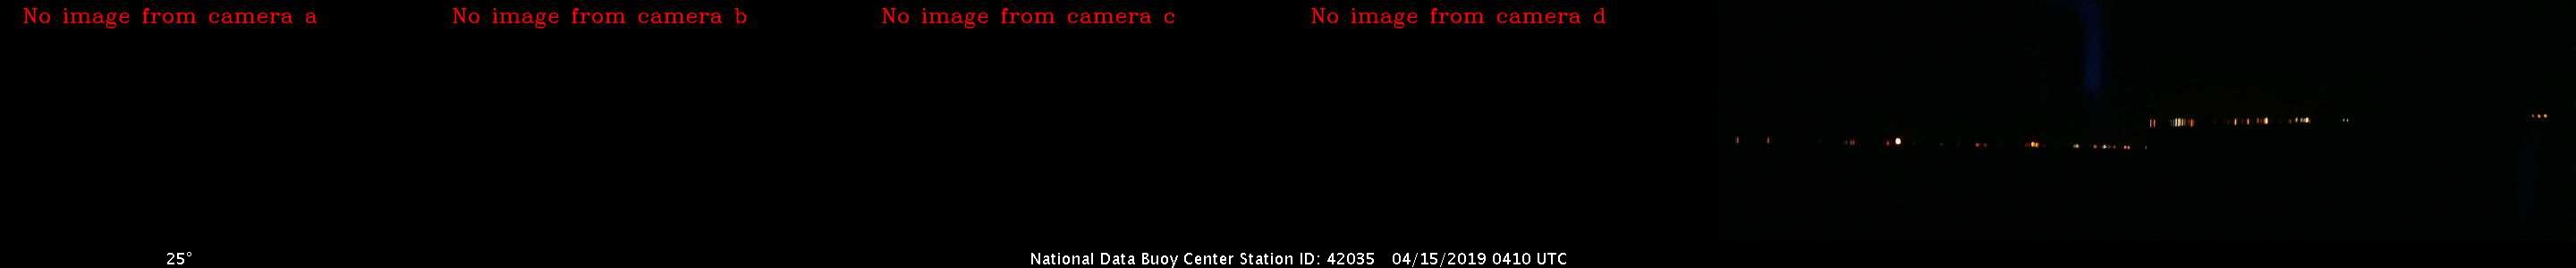 No image from camera a
No image from camera b
No image from camera c
No image from camera d
25°
National Data Buoy Center Station ID: 42035 04/15/2019 0410 UTC